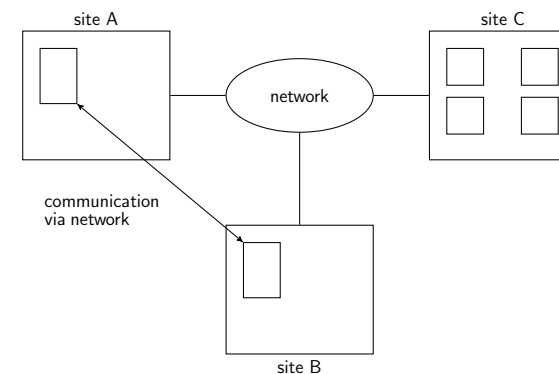 site A
site C
network
communication
via network
site B